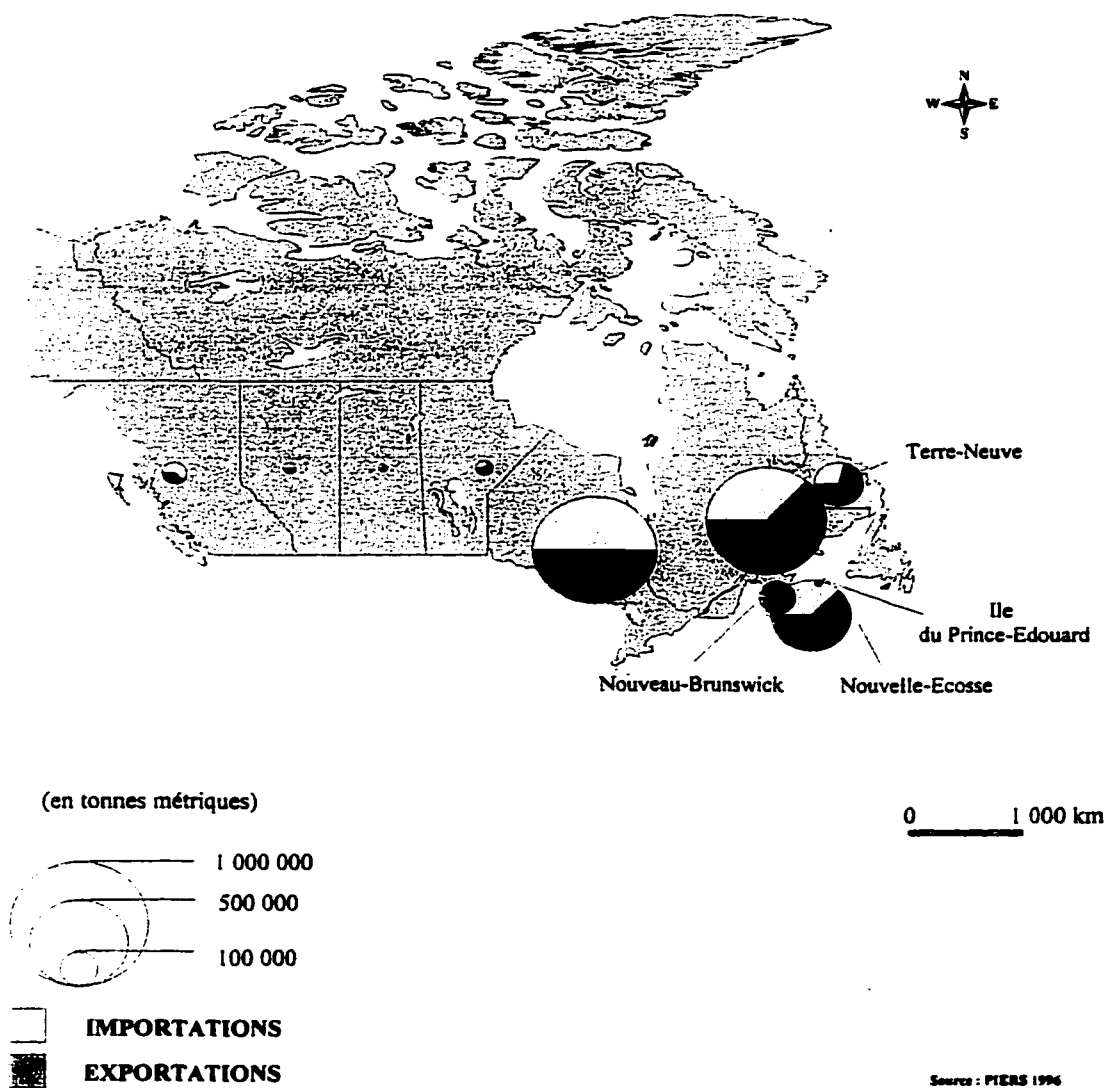 N
W E
S
Terre-Neuve
Ile
du Prince-Edouard
Nouveau-Brunswick
Nouvelle-Ecosse
(en tonnes métriques)
0 1 000 km
1 000 000
500 000
100 000
IMPORTATIONS
EXPORTATIONS
Source : PIERS 1996